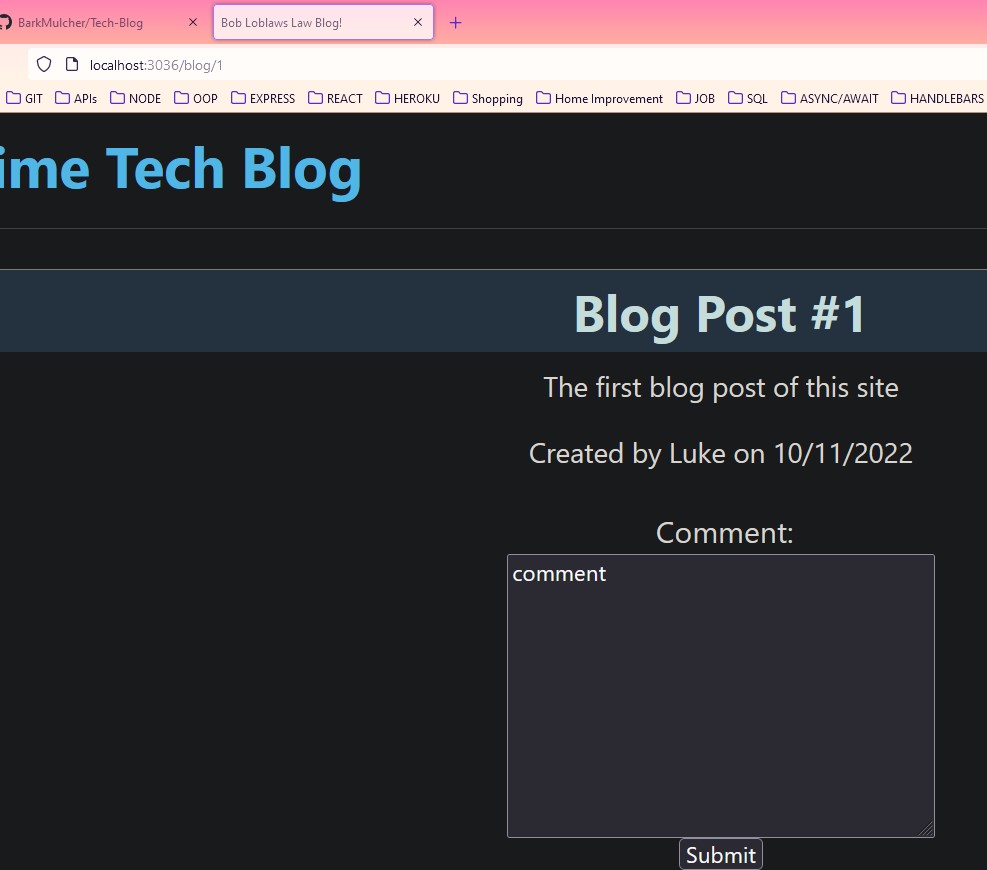 BarkMulcher/Tech-Blog
Bob Loblaws Law Blog!
localhost:3036/blog/1
GIT APIs NODE OOP EXPRESS REACT HEROKU Shopping Home Improvement JOB SQL ASYNC/AWAIT HANDLEBARS
ime Tech Blog
Blog Post #1
The first blog post of this site
Created by Luke on 10/11/2022
Comment:
comment
Submit